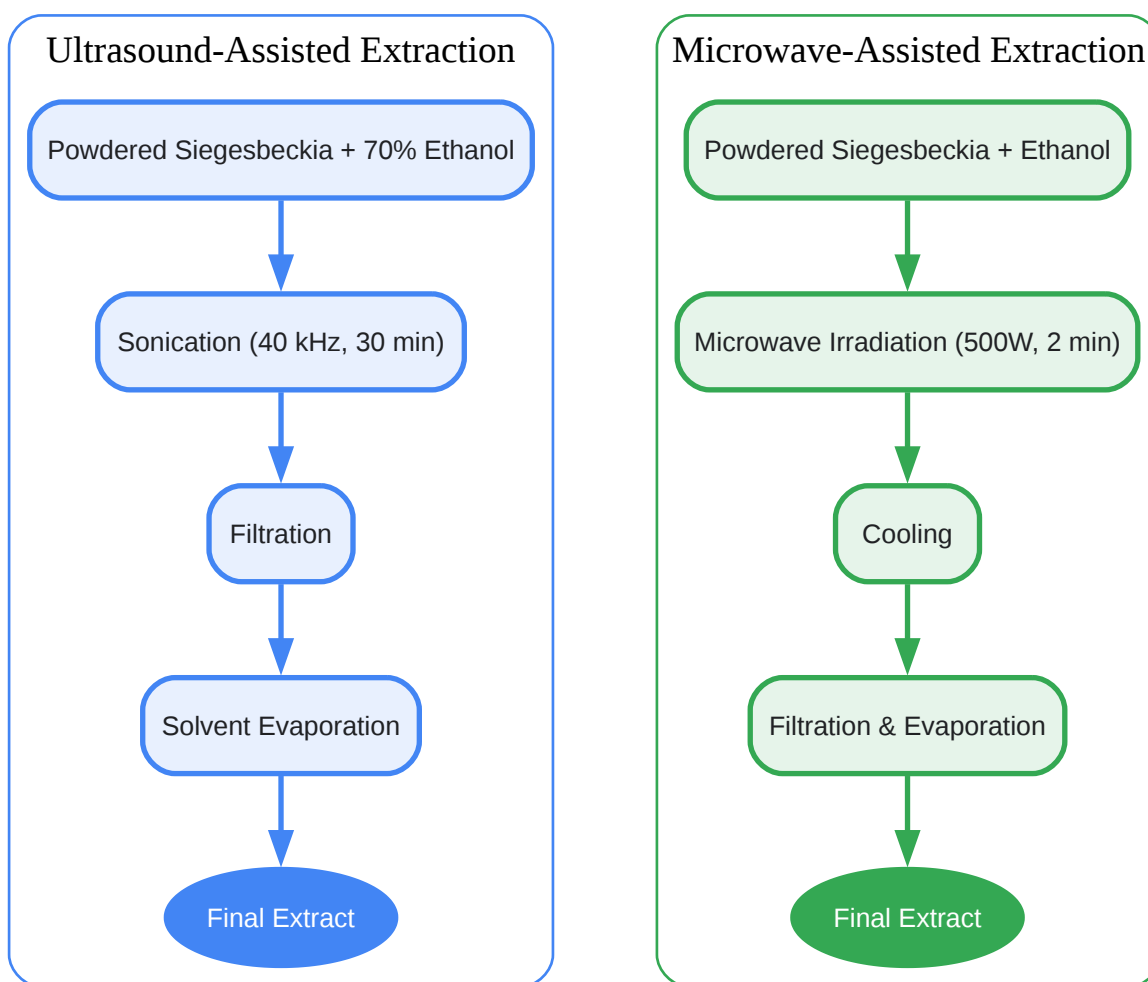 Ultrasound-Assisted Extraction
Powdered Siegesbeckia + 70% Ethanol
Sonication (40 kHz, 30 min)
Filtration
Solvent Evaporation
Final Extract
Microwave-Assisted Extraction
Powdered Siegesbeckia + Ethanol
Microwave Irradiation (500W, 2 min)
Cooling
Filtration & Evaporation
Final Extract